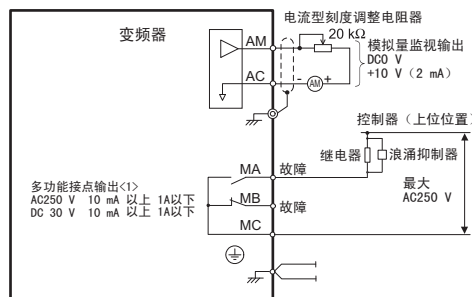 电流型刻度调整电阻器
变频器
AM
20 kΩ
模拟量监视输出
DC0 V
+10 V（2 mA）
AC
- AM +
控制器（上位位置）
继电器
浪涌抑制器
MA
故障
最大
AC250 V
多功能接点输出<1>
AC250 V 10 mA 以上 1A以下
DC 30 V 10 mA 以上 1A以下
MB
故障
MC